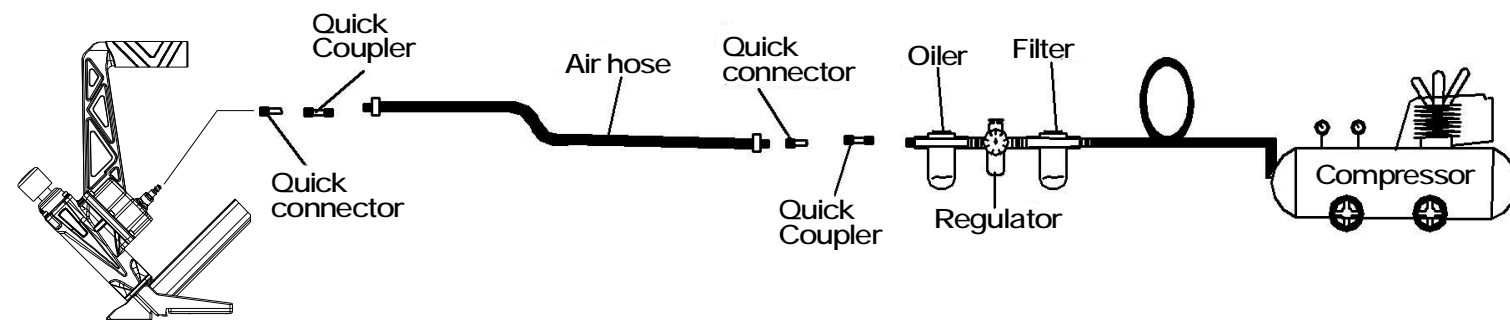 Quick
Coupler
Air hose
Quick
connector
Oiler
Filter
Compressor
Quick
connector
Quick
Coupler
Regulator